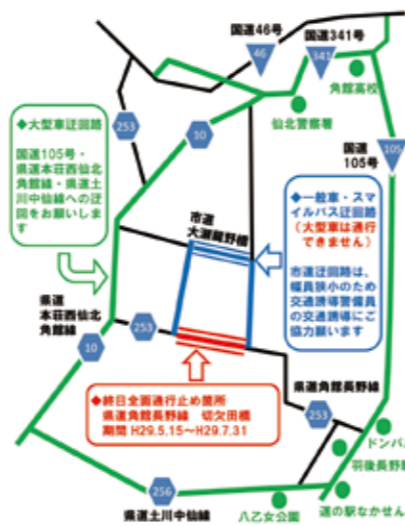 国道46号
46
国道341号
341
角館高校
仙北警察署
◆大型車迂回路
国道105号・
県道本荘西仙北
角館線・県道土
川中仙線への迂
回をお願いしま
す
253
10
国道
105号
105
市道
大瀬蔵野橋
◆一般車・スマ
イルバス迂回路
(大型車は通行
できません)
市道迂回路は、
幅員狭小のため
交通誘導警備員
の交通誘導にご
協力願います
県道
本荘西仙北
角館線
10
253
◆終日全面通行止め箇所
県道角館長野線 切欠田橋
期間 H29.5.15~H29.7.31
県道角館長野線
253
ドンパ
羽後長野
道の駅なかせん
八乙女公園
256
県道土川中仙線